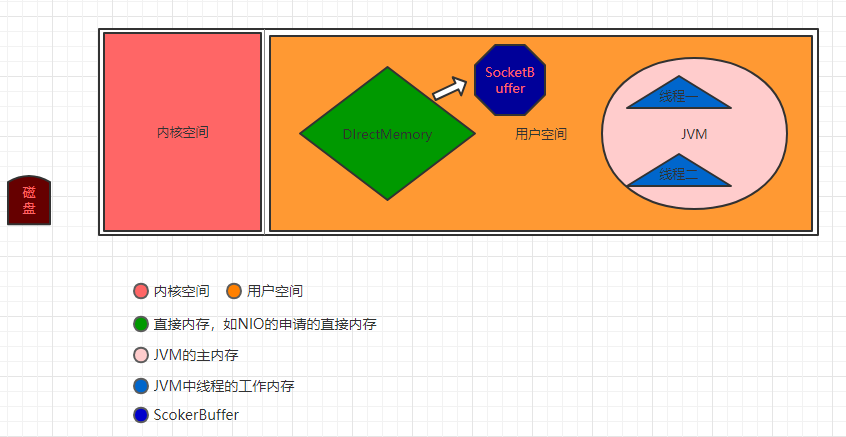 内核空间
DIrectMemory
SocketB
uffer
用户空间
线程一
JVM
线程二
磁
盘
内核空间 用户空间
直接内存，如NIO的申请的直接内存
JVM的主内存
JVM中线程的工作内存
ScokerBuffer